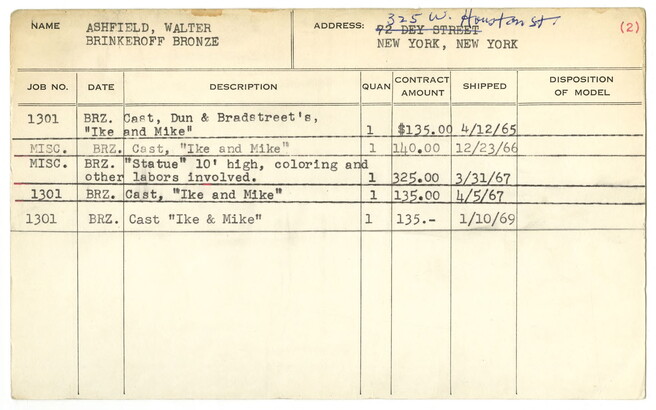 NAME ASHFIELD, WALTER ADDRESS: 325 W. Houston St. (2)
BRINKEROFF BRONZE 42 DEY STREET
NEW YORK, NEW YORK
JOB NO. DATE DESCRIPTION QUAN CONTRACT AMOUNT SHIPPED DISPOSITION OF MODEL
1301 BRZ. Cast, Dun & Bradstreet's,
"Ike and Mike" 1 $135.00 4/12/65
MISC. BRZ. Cast, "Ike and Mike" 1 140.00 12/23/66
MISC. BRZ. "Statue" 10' high, coloring and
other labors involved. 1 325.00 3/31/67
1301 BRZ. Cast, "Ike and Mike" 1 135.00 4/5/67
1301 BRZ. Cast "Ike & Mike" 1 135.- 1/10/69